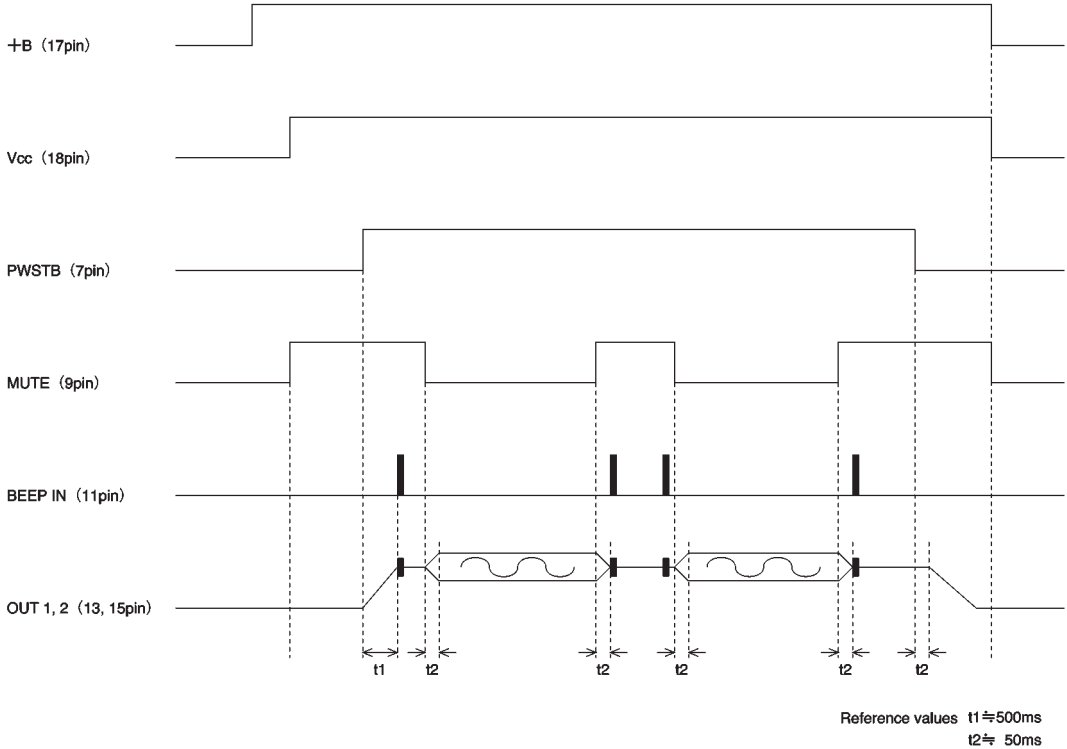 +B (17pin)
Vcc (18pin)
PWSTB (7pin)
MUTE (9pin)
BEEP IN (11pin)
OUT 1, 2 (13, 15pin)
t1 t2 t2 t2 t2 t2
Reference values t1≒500ms
t2≒ 50ms